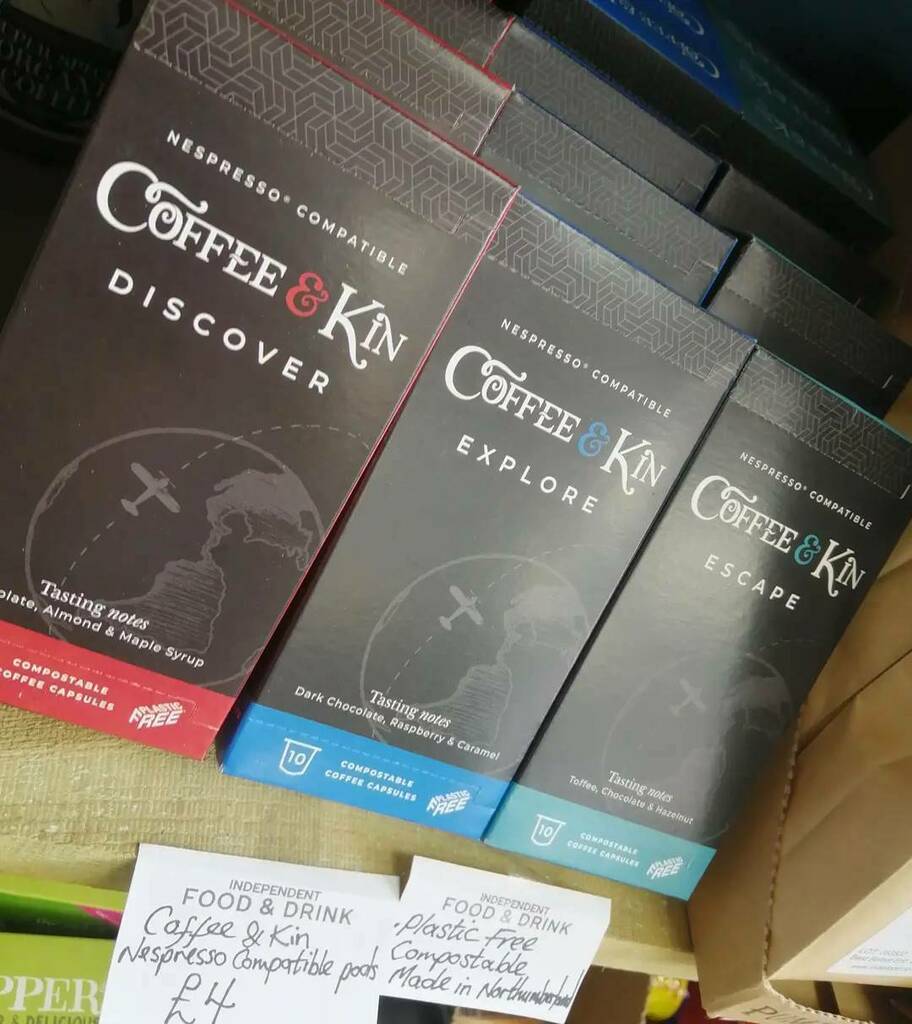 NESPRESSO® COMPATIBLE
COFFEE & KIN
DISCOVER
Tasting notes
Almond & Maple Syrup
COMPOSTABLE
COFFEE CAPSULES
PLASTIC
FREE
NESPRESSO® COMPATIBLE
COFFEE & KIN
EXPLORE
Tasting notes
Dark Chocolate, Raspberry & Caramel
10
COMPOSTABLE
COFFEE CAPSULES
PLASTIC
FREE
NESPRESSO® COMPATIBLE
COFFEE & KIN
ESCAPE
Tasting notes
Toffee, Chocolate & Hazelnut
10
COMPOSTABLE
COFFEE CAPSULES
PLASTIC
FREE
INDEPENDENT
FOOD & DRINK
Coffee & Kin
Nespresso Compatible pods
£4
INDEPENDENT
FOOD & DRINK
Plastic Free
Compostable
Made in Northumberland